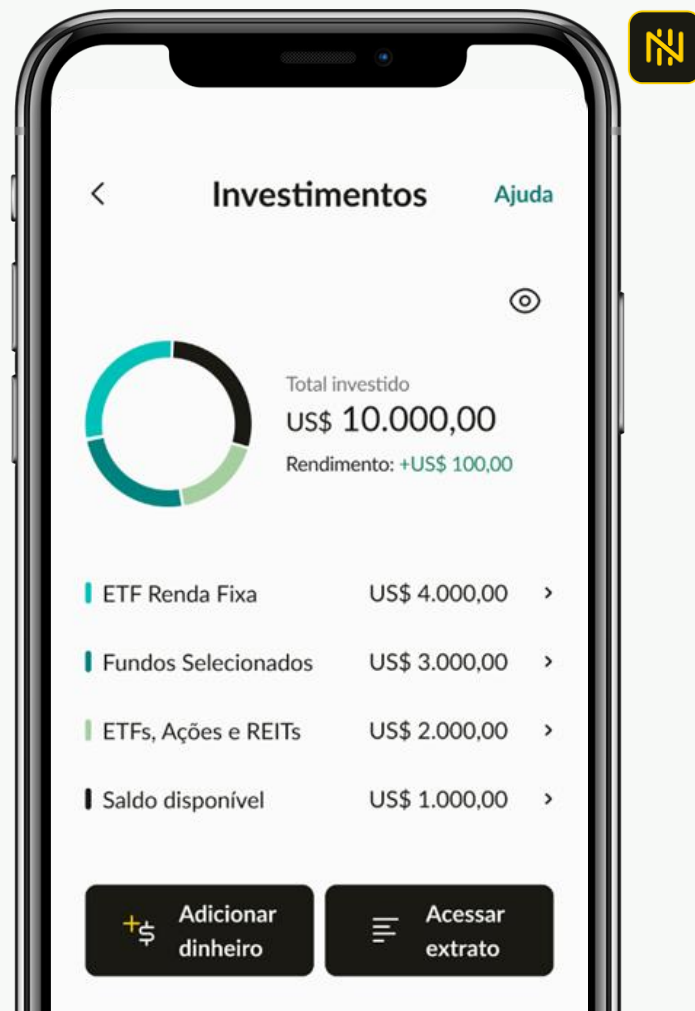 Investimentos
Ajuda
Total investido
US$ 10.000,00
Rendimento: +US$ 100,00
ETF Renda Fixa US$ 4.000,00
Fundos Selecionados US$ 3.000,00
ETFs, Ações e REITs US$ 2.000,00
Saldo disponível US$ 1.000,00
Adicionar
dinheiro
Acessar
extrato